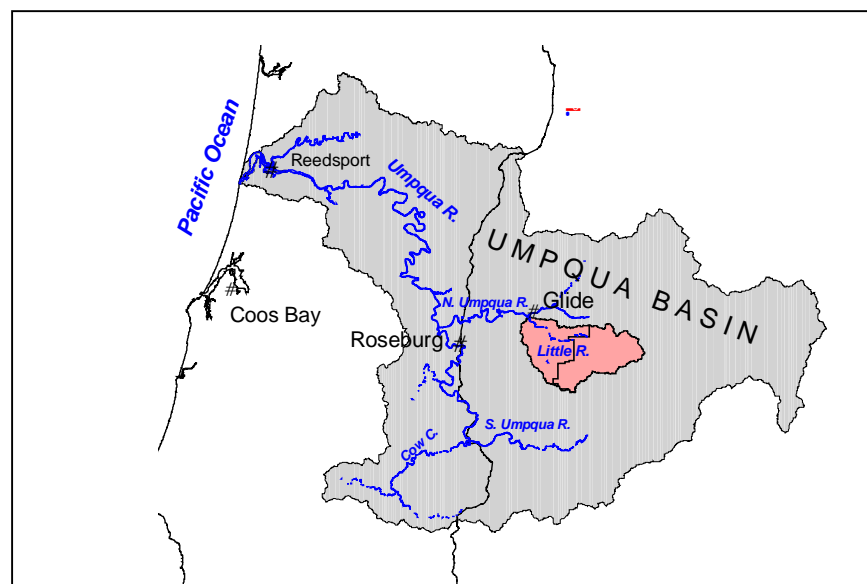 Pacific Ocean
Reedsport
Umpqua R.
UMPQUA BASIN
N. Umpqua R.
Glide
Coos Bay
Roseburg
Little R.
S. Umpqua R.
Cow C.